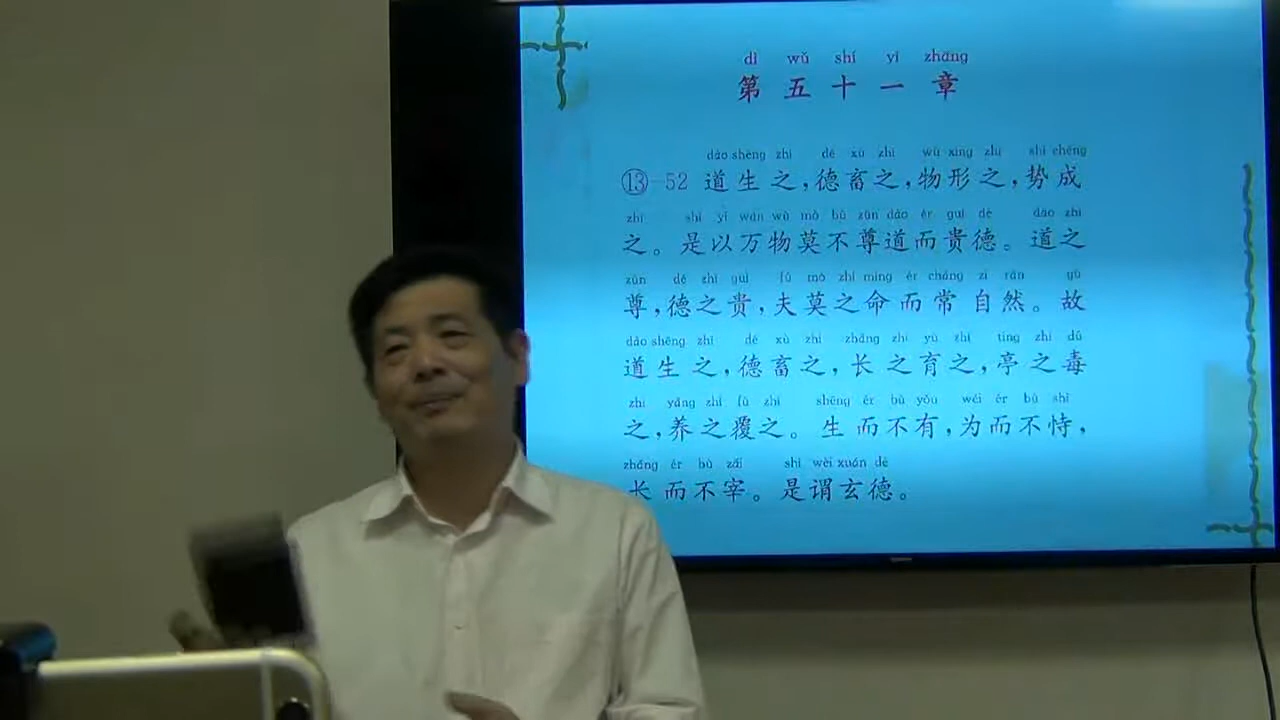 dì wǔ shí yī zhāng
第五十一章
dào shēng zhī dé xù zhī wù xíng zhī shì chéng
⑬-52 道生之,德畜之,物形之,势成
zhī shì yǐ wàn wù mò bù zūn dào ér guì dé dào zhī
之。是以万物莫不尊道而贵德。道之
zūn dé zhī guì fú mò zhī mìng ér cháng zì rán gù
尊,德之贵,夫莫之命而常自然。故
dào shēng zhī dé xù zhī zhǎng zhī yù zhī tíng zhī dú
道生之,德畜之,长之育之,亭之毒
zhī yǎng zhī fù zhī shēng ér bù yǒu wéi ér bù shì
之,养之覆之。生而不有,为而不恃,
zhǎng ér bù zǎi shì wèi xuán dé
长而不宰。是谓玄德。